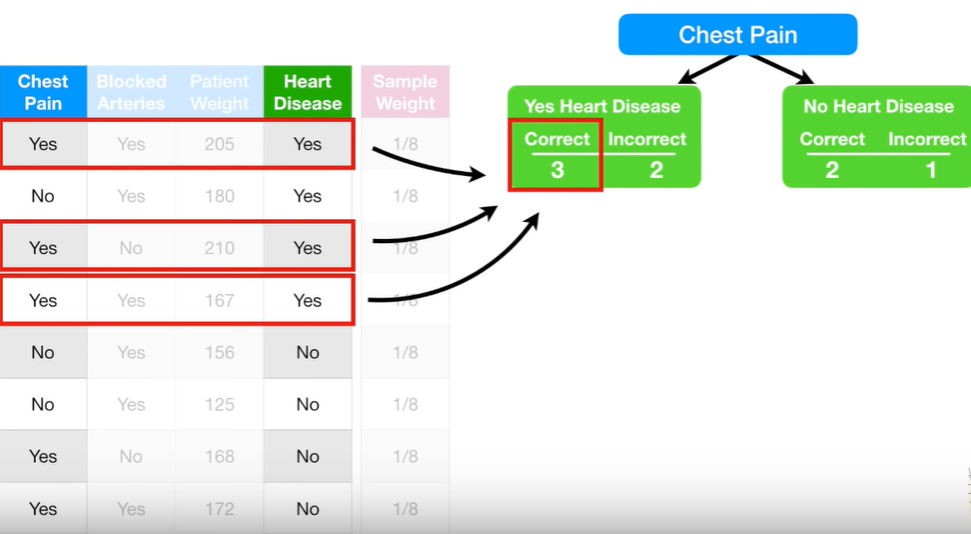 Chest Pain
Chest Blocked Patient Heart Sample
Pain Arteries Weight Disease Weight
Yes Yes 205 Yes 1/8
No Yes 180 Yes 1/8
Yes No 210 Yes 1/8
Yes Yes 167 Yes 1/8
No Yes 156 No 1/8
No Yes 125 No 1/8
Yes No 168 No 1/8
Yes Yes 172 No 1/8
Yes Heart Disease
Correct Incorrect
3 2
No Heart Disease
Correct Incorrect
2 1